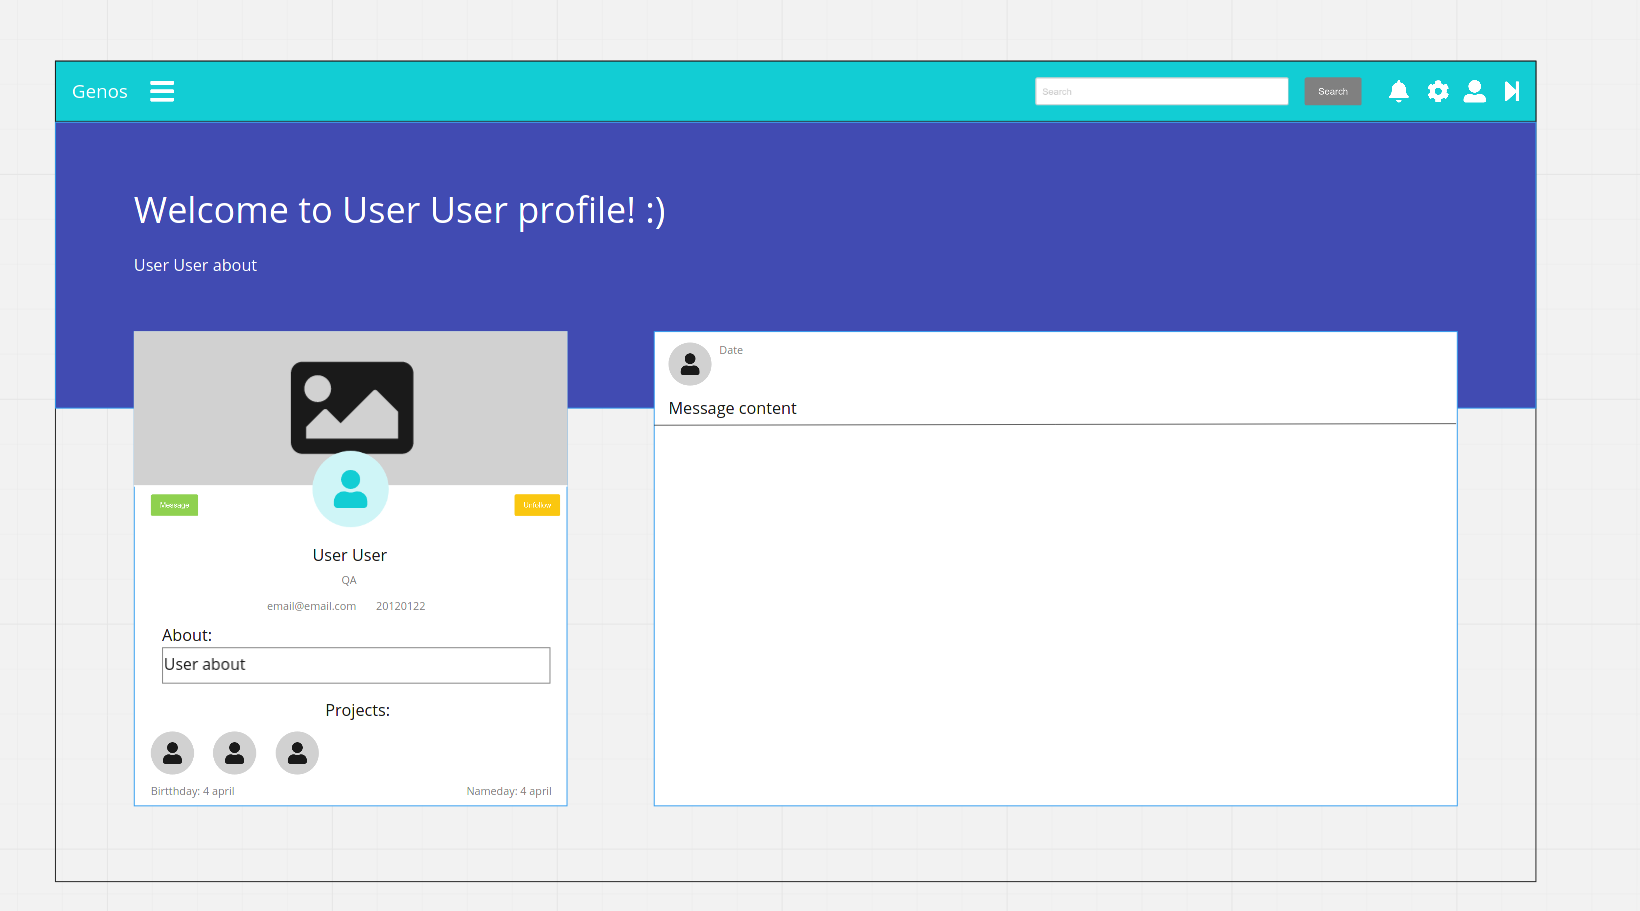 Genos
Search
Search
Welcome to User User profile! :)
User User about
Date
Message content
Message
Unfollow
User User
QA
email@email.com 20120122
About:
User about
Projects:
Birtthday: 4 april
Nameday: 4 april